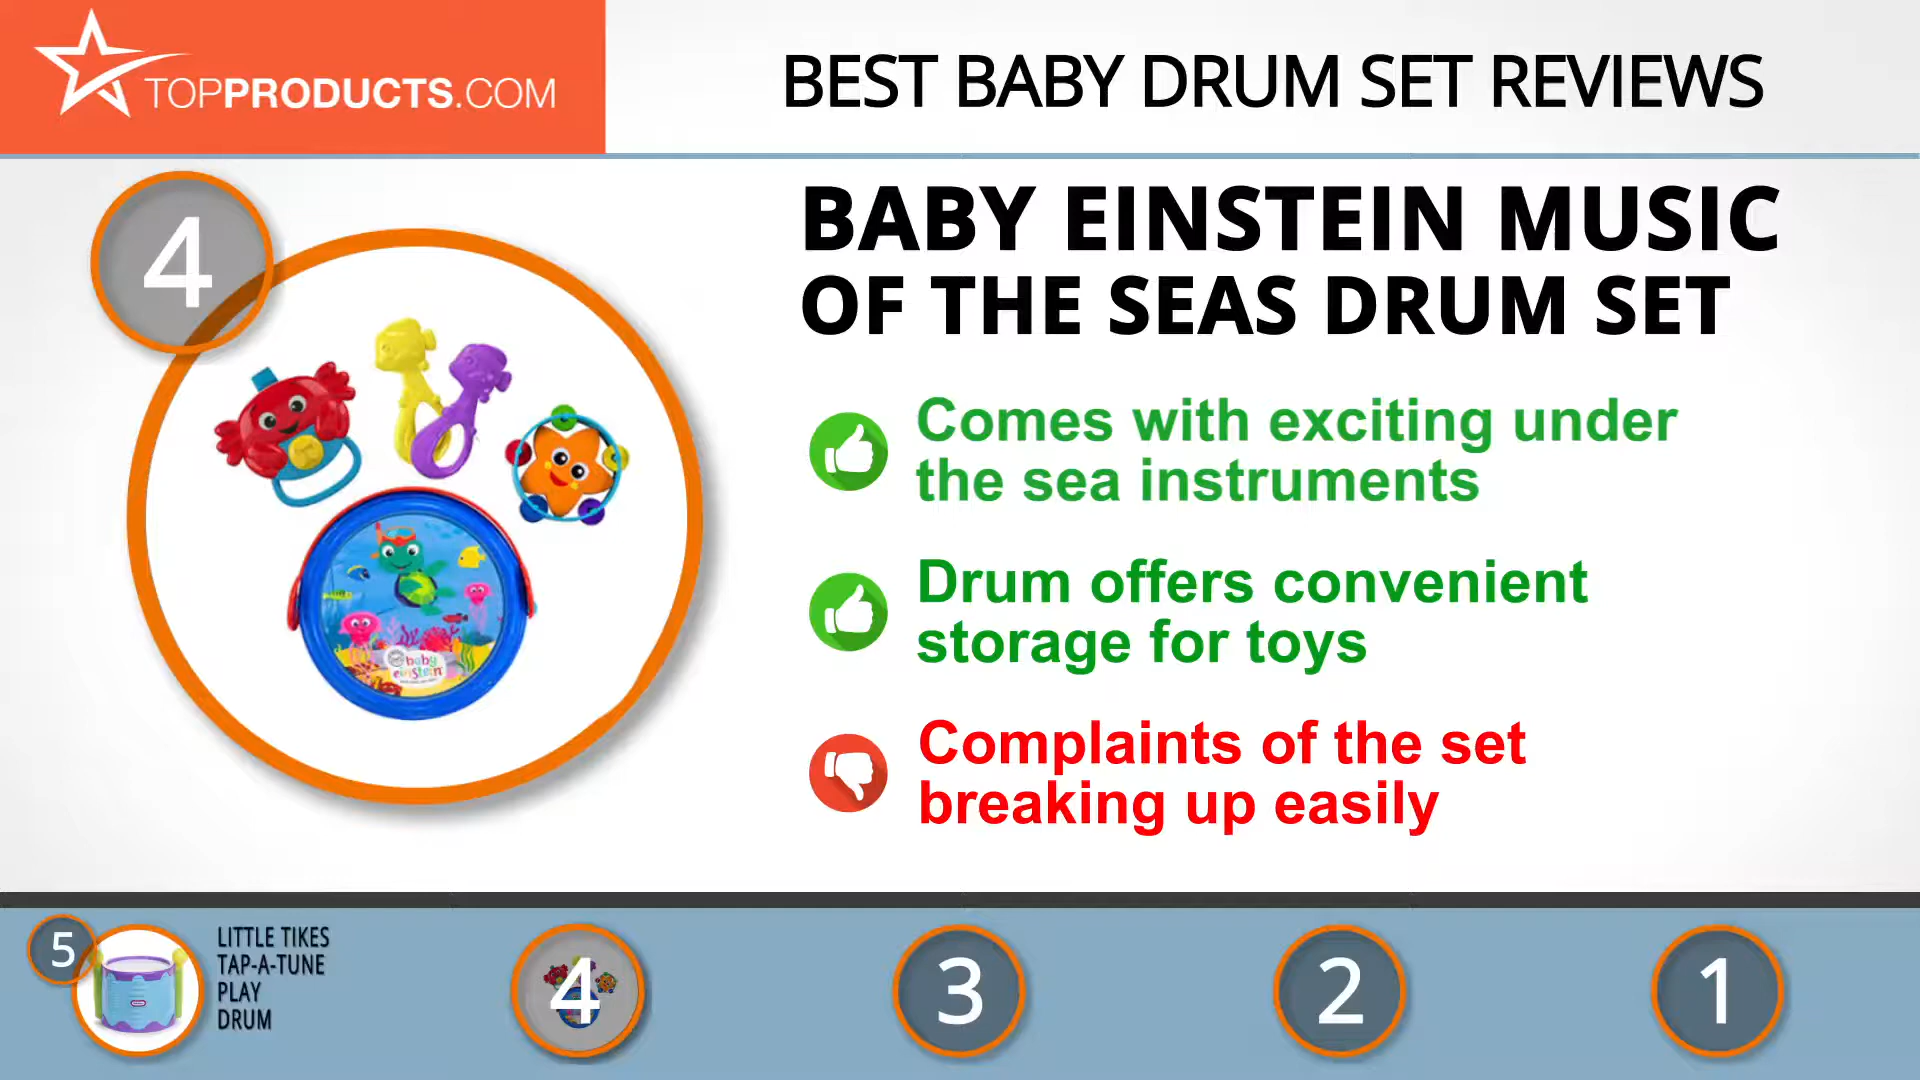 TOPPRODUCTS.COM
BEST BABY DRUM SET REVIEWS
4
BABY EINSTEIN MUSIC
OF THE SEAS DRUM SET
Comes with exciting under
the sea instruments
Drum offers convenient
storage for toys
Complaints of the set
breaking up easily
baby
einstein
5
LITTLE TIKES
TAP-A-TUNE
PLAY
DRUM
4
3
2
1